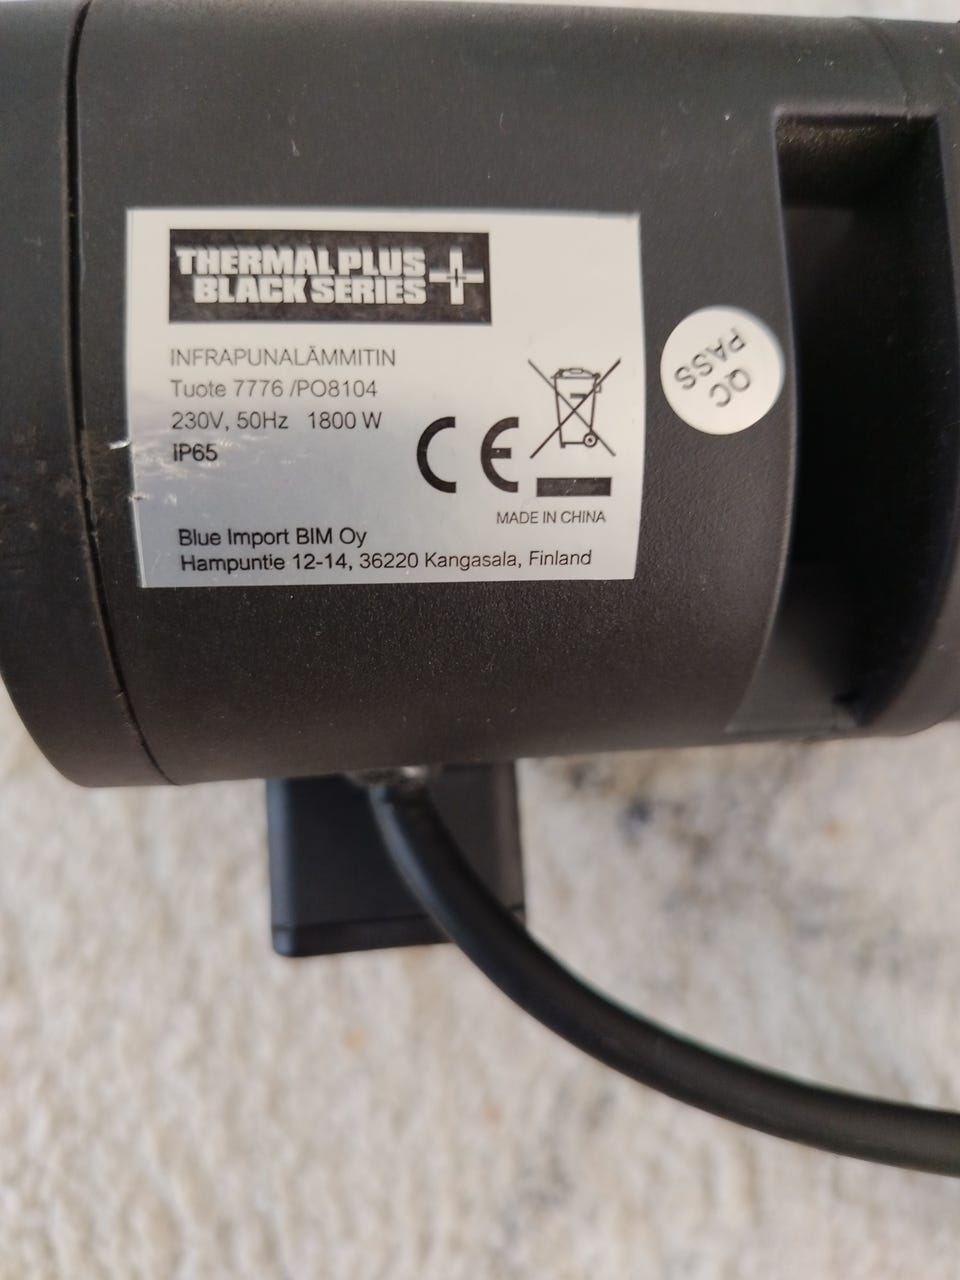 THERMAL PLUS
BLACK SERIES
INFRAPUNALÄMMITIN
Tuote 7776 /PO8104
230V, 50Hz 1800 W
IP65
CE
MADE IN CHINA
Blue Import BIM Oy
Hampuntie 12-14, 36220 Kangasala, Finland
QC
PASS